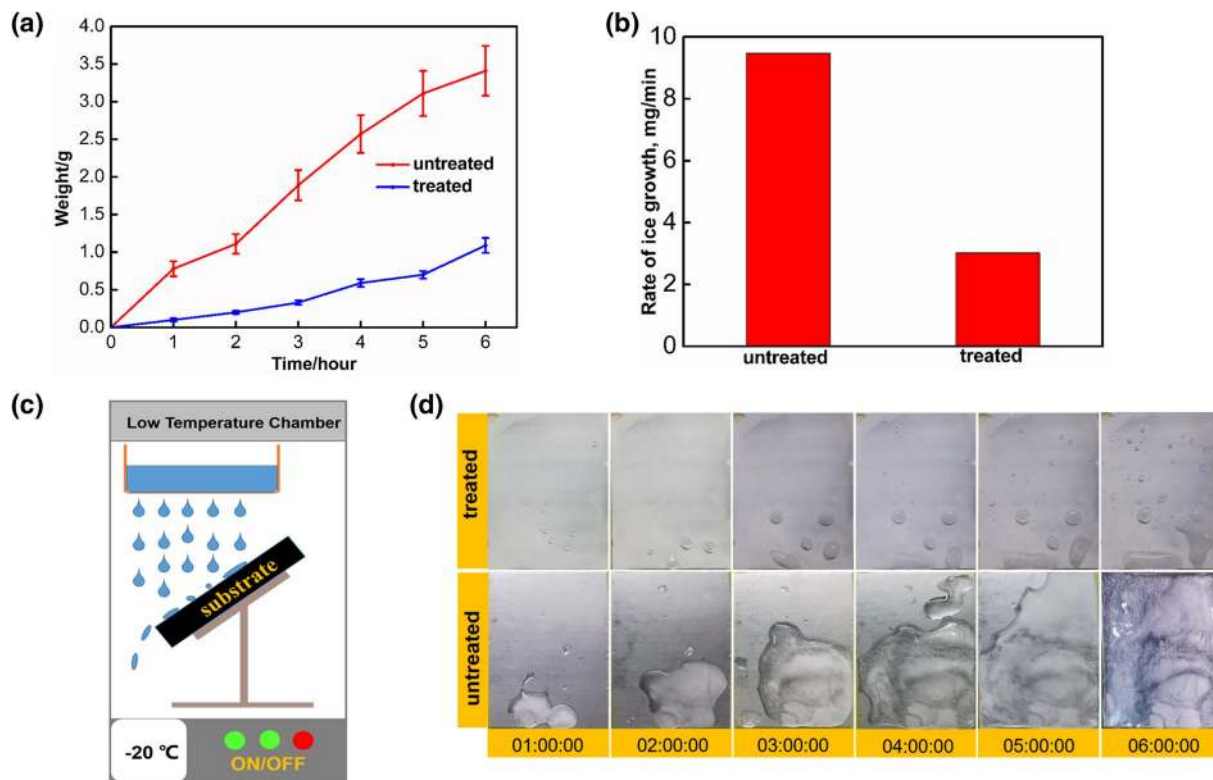 (a)
Weight/g
4.0
3.5
3.0
2.5
2.0
1.5
1.0
0.5
0.0
untreated
treated
0 1 2 3 4 5 6
Time/hour
(b)
Rate of ice growth, mg/min
10
8
6
4
2
0
untreated treated
(c)
Low Temperature Chamber
substrate
-20 ℃
ON/OFF
(d)
treated
untreated
01:00:00 02:00:00 03:00:00 04:00:00 05:00:00 06:00:00